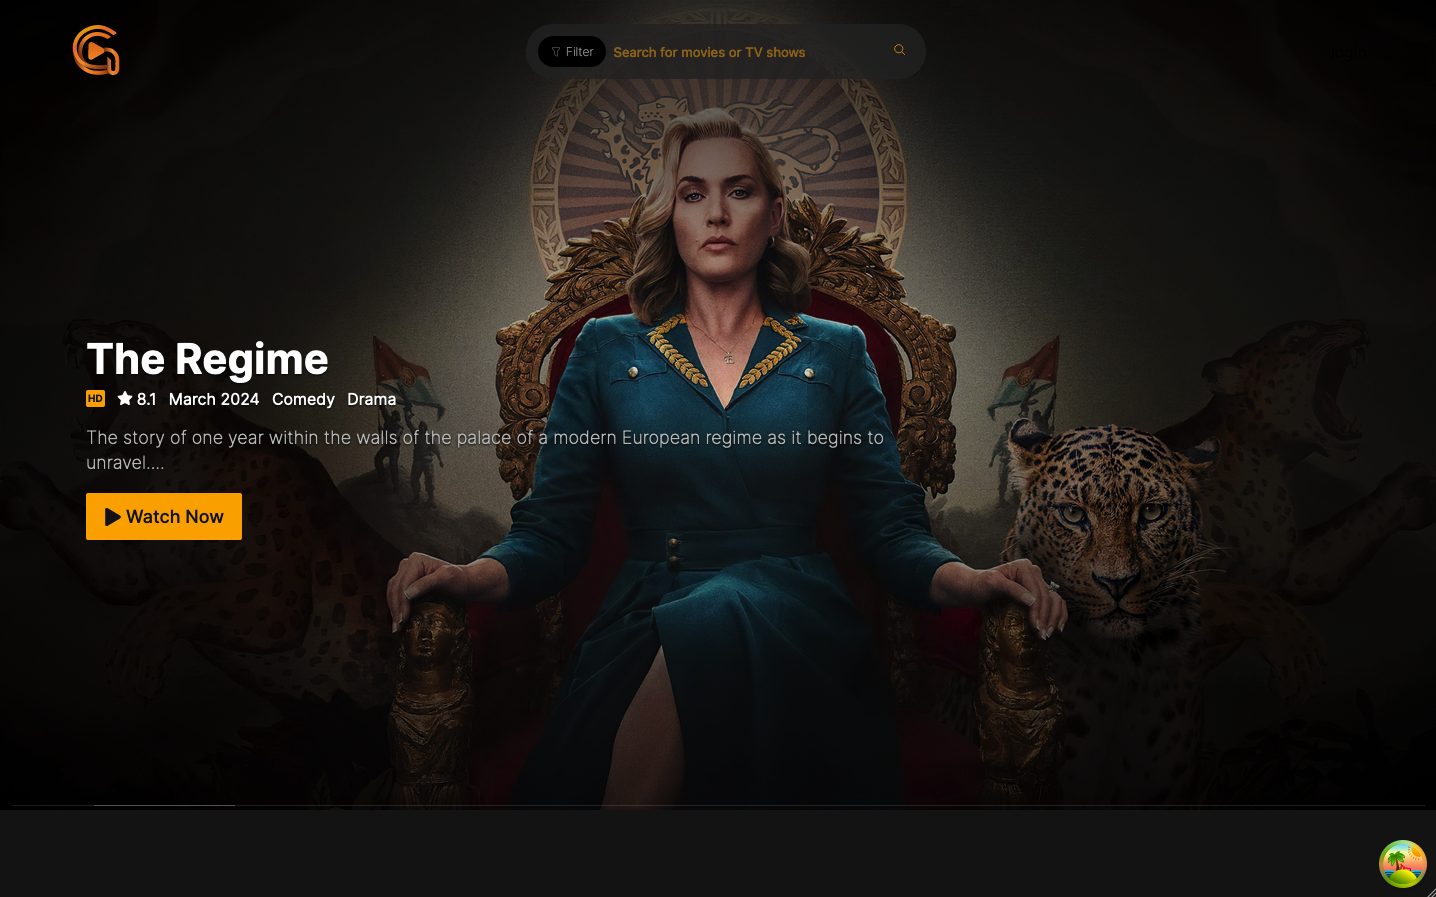 Filter
Search for movies or TV shows
The Regime
HD
8.1 March 2024 Comedy Drama
The story of one year within the walls of the palace of a modern European regime as it begins to
unravel....
Watch Now